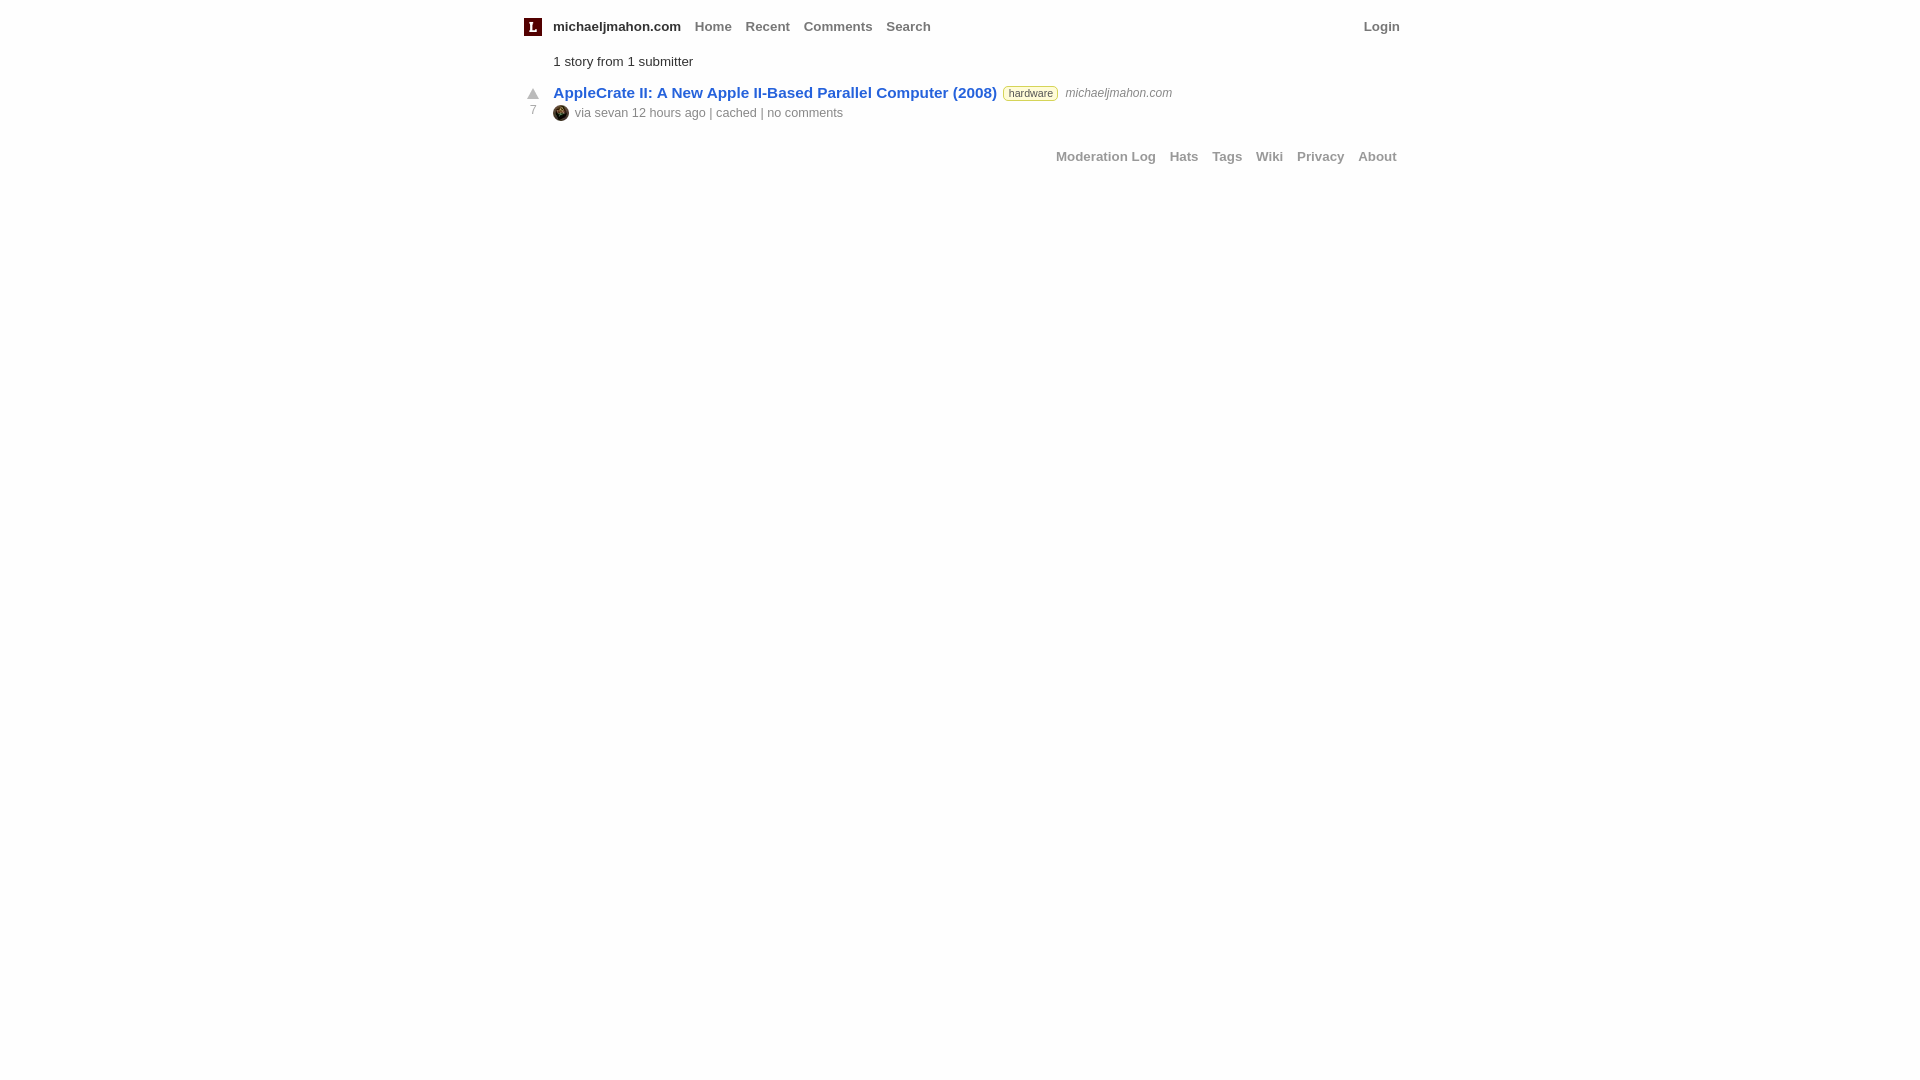 L michaeljmahon.com Home Recent Comments Search Login
1 story from 1 submitter
AppleCrate II: A New Apple II-Based Parallel Computer (2008) hardware michaeljmahon.com
7 via sevan 12 hours ago | cached | no comments
Moderation Log Hats Tags Wiki Privacy About